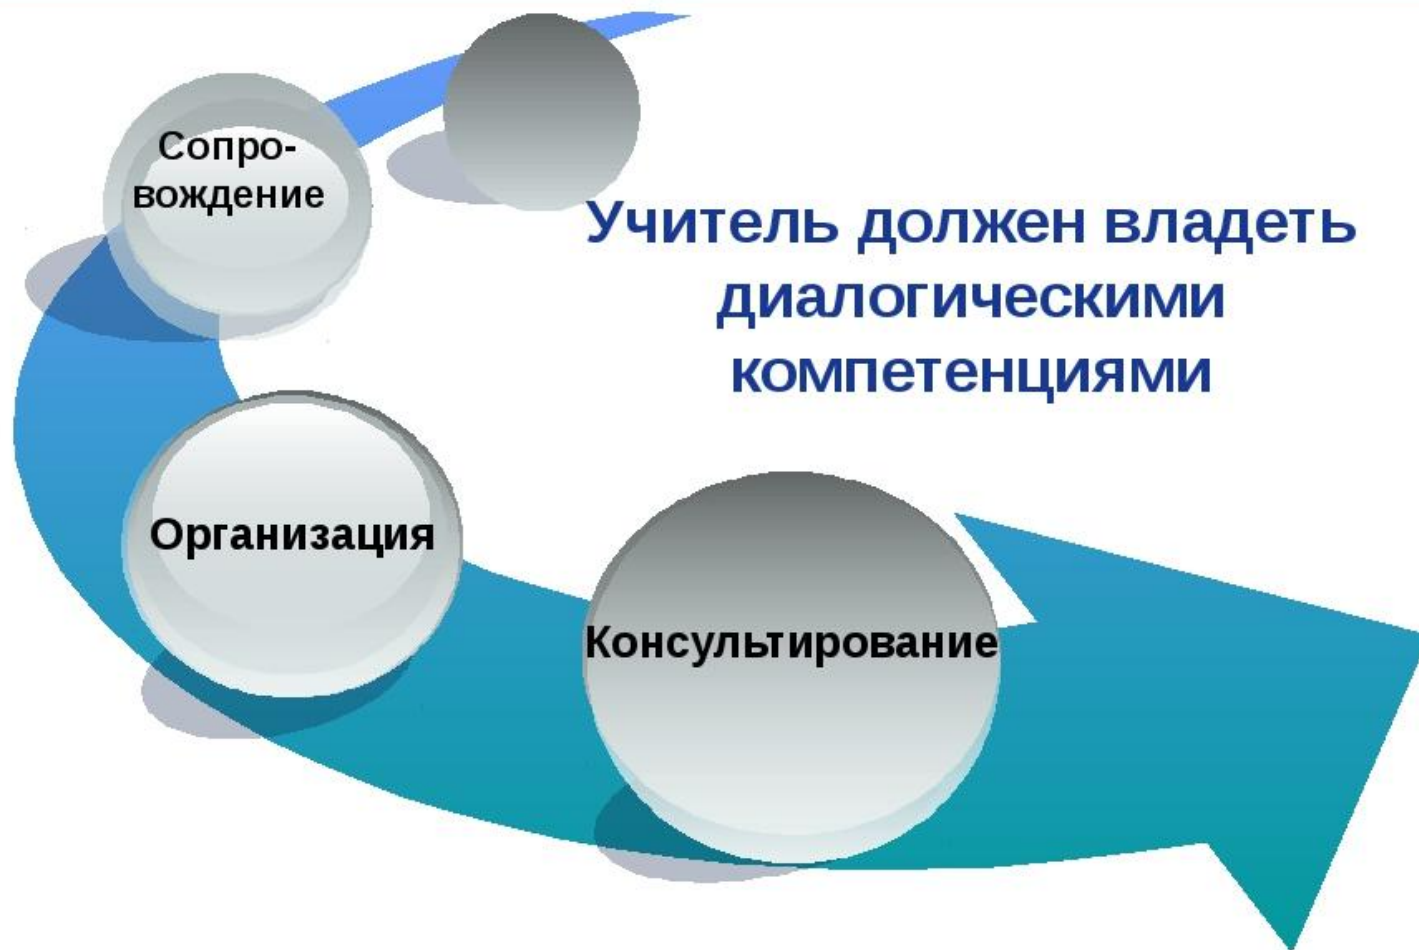 Сопро-
вождение
Учитель должен владеть
диалогическими
компетенциями
Организация
Консультирование